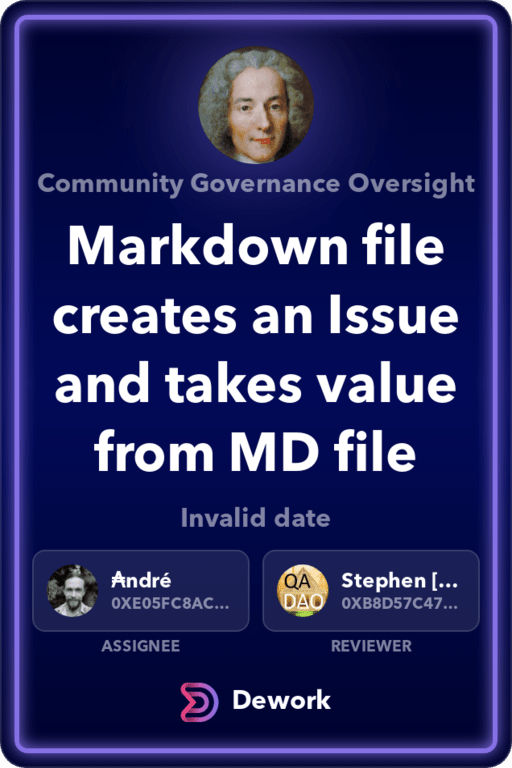 Community Governance Oversight
Markdown file
creates an Issue
and takes value
from MD file
Invalid date
₳ndré
0XE05FC8AC...
ASSIGNEE
QA
DAO
Stephen [...
0XB8D57C47...
REVIEWER
Dework